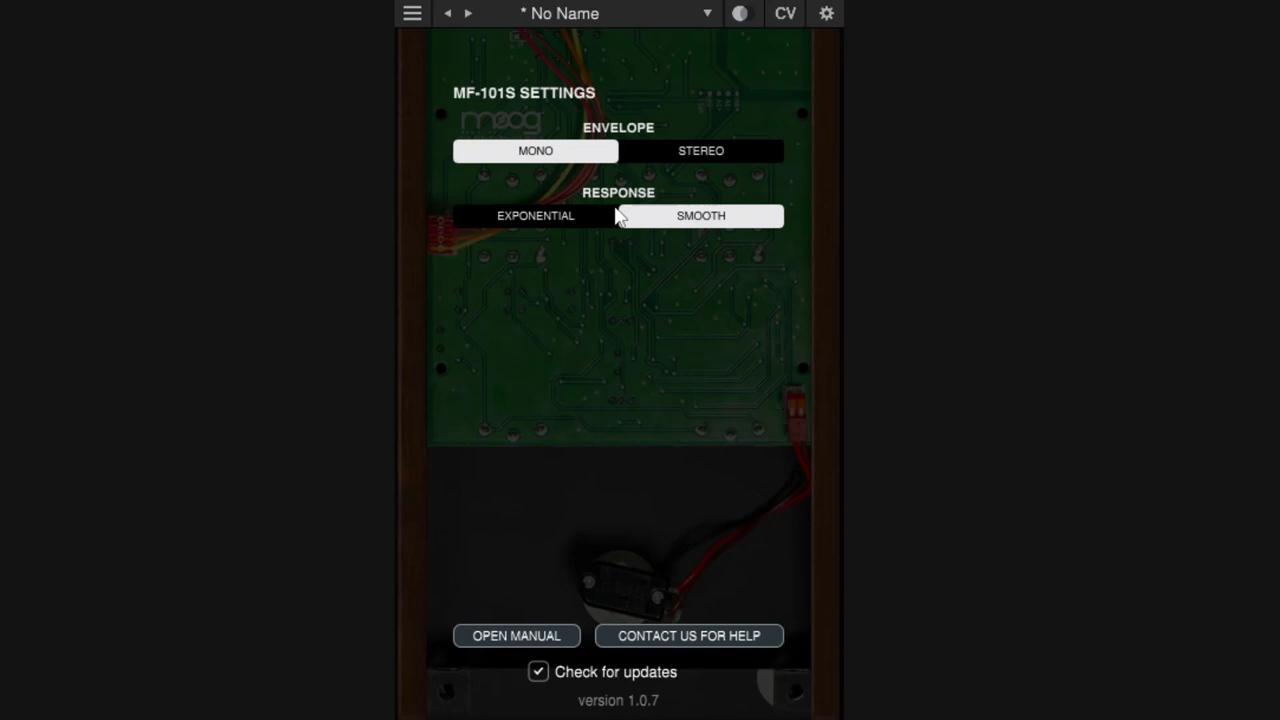 * No Name
CV
MF-101S SETTINGS
moog
ENVELOPE
MONO STEREO
RESPONSE
EXPONENTIAL SMOOTH
OPEN MANUAL CONTACT US FOR HELP
Check for updates
version 1.0.7